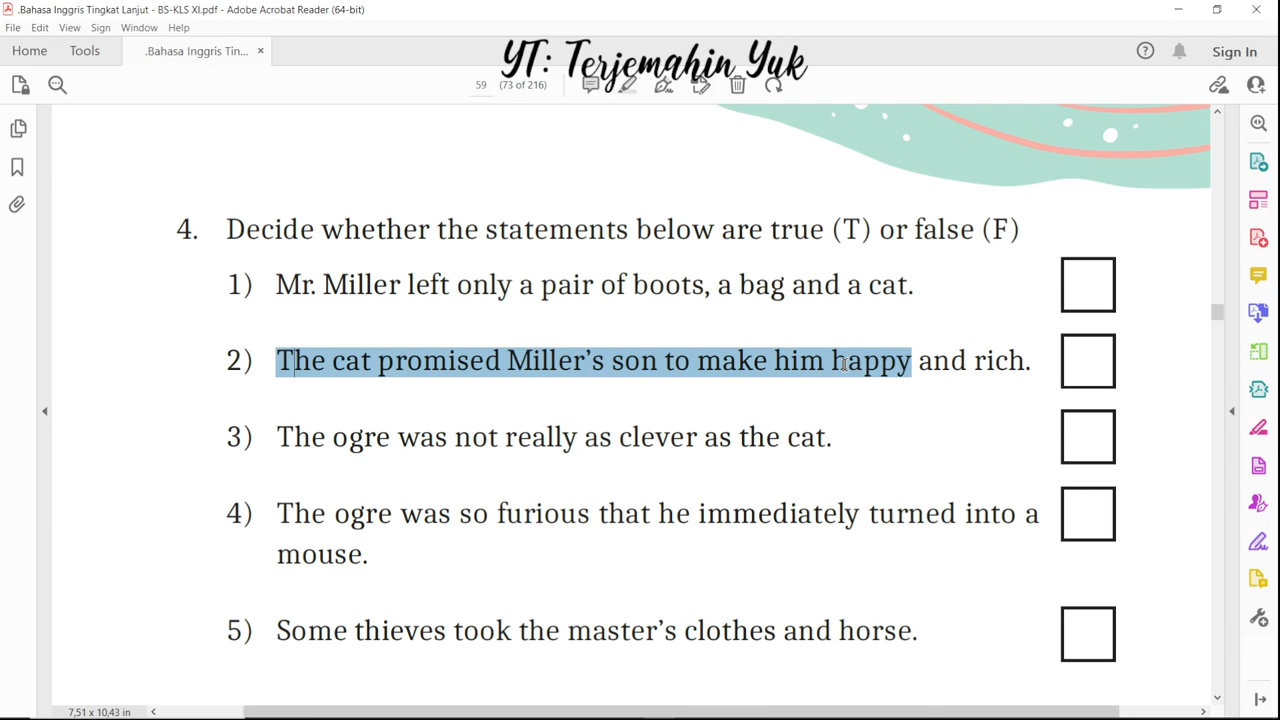 .Bahasa Inggris Tingkat Lanjut - BS-KLS XI.pdf - Adobe Acrobat Reader (64-bit)
File Edit View Sign Window Help
Home Tools .Bahasa Inggris Tin... × Sign In
YT: Terjemahin Yuk
59 (73 of 216)
4. Decide whether the statements below are true (T) or false (F)
1) Mr. Miller left only a pair of boots, a bag and a cat.
2) The cat promised Miller’s son to make him happy and rich.
3) The ogre was not really as clever as the cat.
4) The ogre was so furious that he immediately turned into a
mouse.
5) Some thieves took the master’s clothes and horse.
7,51 x 10,43 in